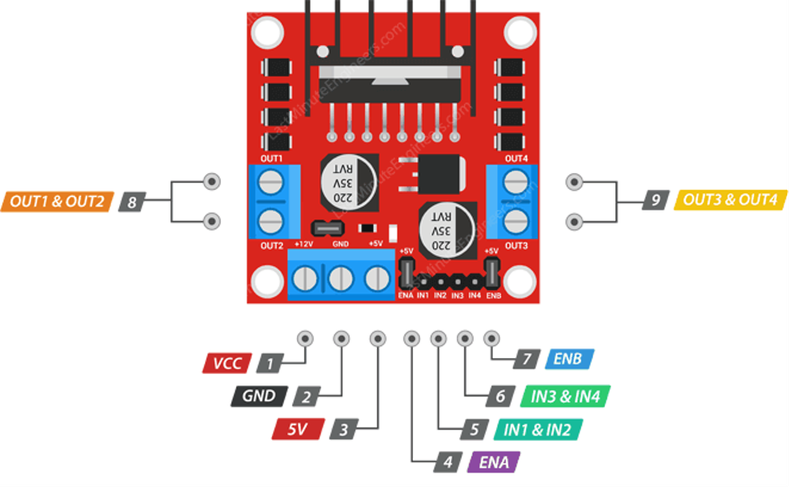 LastMinuteEngineers.com
OUT1
OUT4
220
35V
RVT
OUT1 & OUT2
8
9
OUT3 & OUT4
220
35V
RVT
OUT2
OUT3
+12V
GND
+5V
+5V
+5V
ENA
IN1
IN2
IN3
IN4
ENB
VCC
1
7
ENB
GND
2
6
IN3 & IN4
5V
3
5
IN1 & IN2
4
ENA